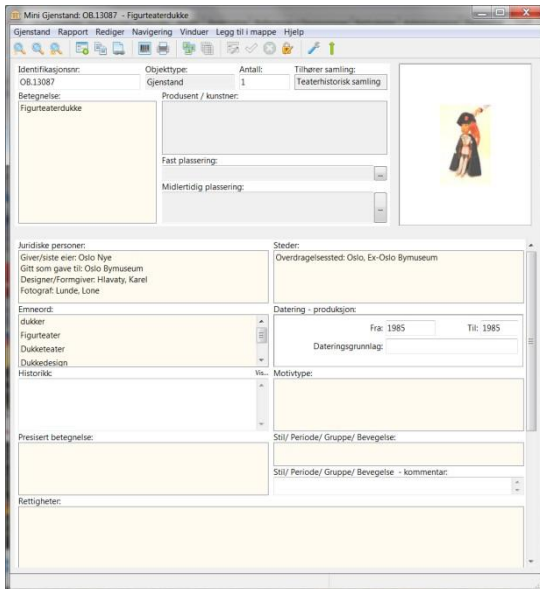 Mini Gjenstand: OB.13087 - Figurteaterdukke
Gjenstand Rapport Rediger Navigering Vinduer Legg til i mappe Hjelp
Identifikasjonsnr: Objekttype: Antall: Tilhører samling:
OB.13087 Gjenstand 1 Teaterhistorisk samling
Betegnelse: Produsent / kunstner:
Figurteaterdukke
Fast plassering:
...
Midlertidig plassering:
...
Juridiske personer: Steder:
Giver/siste eier: Oslo Nye Overdragelsessted: Oslo, Ex-Oslo Bymuseum
Gitt som gave til: Oslo Bymuseum
Designer/Formgiver: Hlavaty, Karel
Fotograf: Lunde, Lone
Emneord: Datering - produksjon:
dukker Fra: 1985 Til: 1985
Figurteater
Dukketeater Dateringsgrunnlag:
Dukkedesign
Historikk: Vis... Motivtype:
Presisert betegnelse: Stil/ Periode/ Gruppe/ Bevegelse:
Stil/ Periode/ Gruppe/ Bevegelse - kommentar:
Rettigheter: